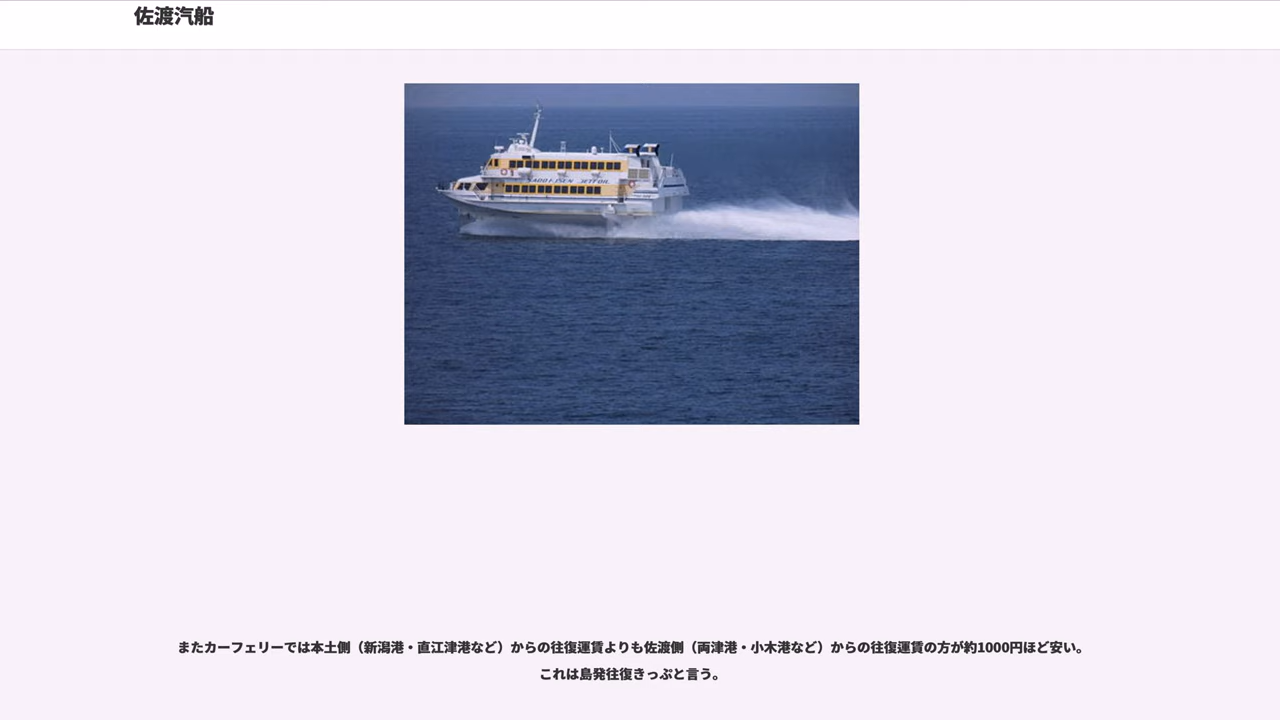 佐渡汽船
SADO KISEN JETFOIL
またカーフェリーでは本土側（新潟港・直江津港など）からの往復運賃よりも佐渡側（両津港・小木港など）からの往復運賃の方が約1000円ほど安い。
これは島発往復きっぷと言う。